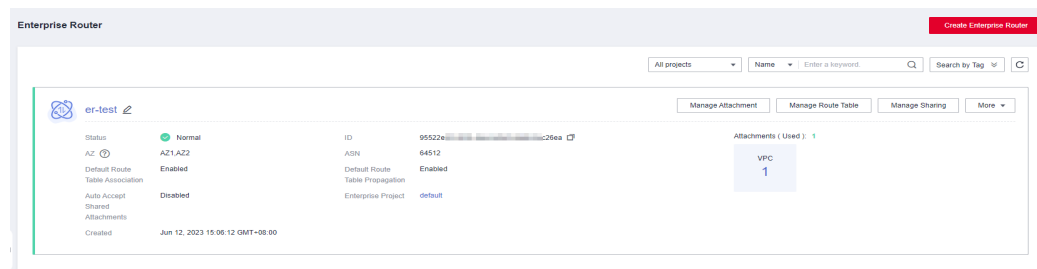 Enterprise Router
Create Enterprise Router
All projects
Name
Enter a keyword.
Search by Tag
er-test
Manage Attachment
Manage Route Table
Manage Sharing
More
Status
Normal
ID
95522e
c26ea
Attachments ( Used ): 1
AZ
AZ1,AZ2
ASN
64512
VPC
1
Default Route
Table Association
Enabled
Default Route
Table Propagation
Enabled
Auto Accept
Shared
Attachments
Disabled
Enterprise Project
default
Created
Jun 12, 2023 15:06:12 GMT+08:00